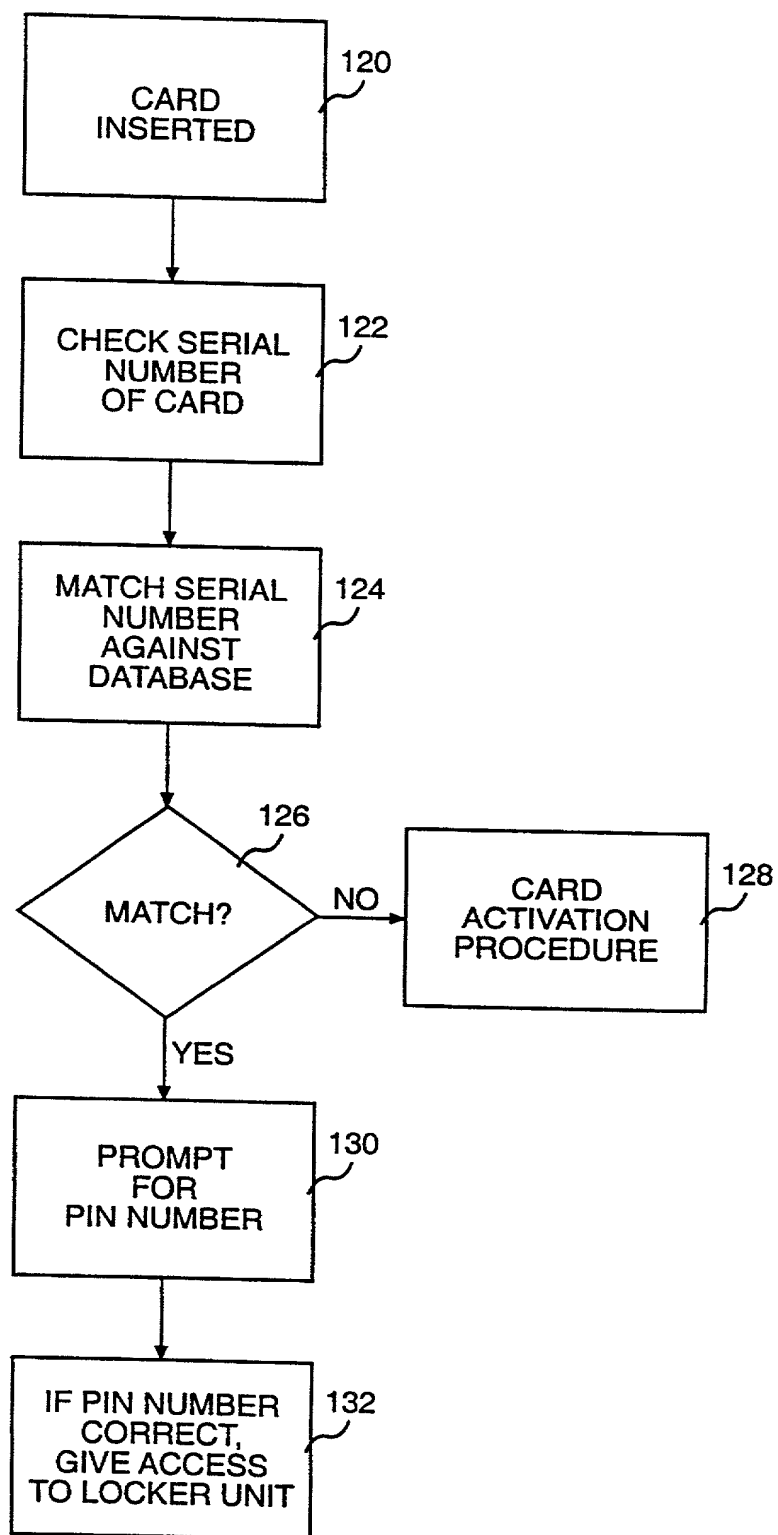 CARD
INSERTED
120
CHECK SERIAL
NUMBER
OF CARD
122
MATCH SERIAL
NUMBER
AGAINST
DATABASE
124
MATCH?
126
NO
CARD
ACTIVATION
PROCEDURE
128
YES
PROMPT
FOR
PIN NUMBER
130
IF PIN NUMBER
CORRECT,
GIVE ACCESS
TO LOCKER UNIT
132